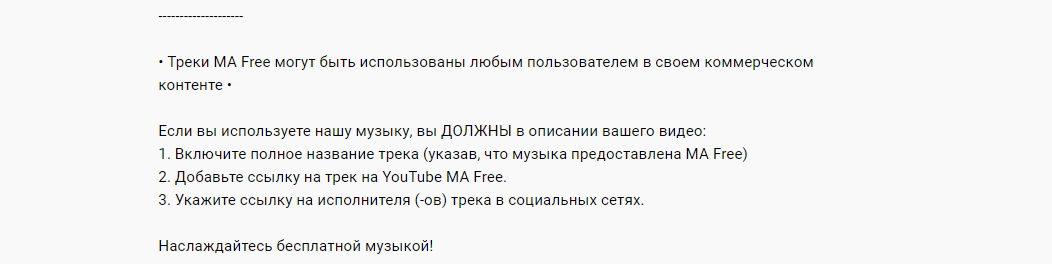 --------------------
• Треки MA Free могут быть использованы любым пользователем в своем коммерческом
контенте •
Если вы используете нашу музыку, вы ДОЛЖНЫ в описании вашего видео:
1. Включите полное название трека (указав, что музыка предоставлена MA Free)
2. Добавьте ссылку на трек на YouTube MA Free.
3. Укажите ссылку на исполнителя (-ов) трека в социальных сетях.
Наслаждайтесь бесплатной музыкой!